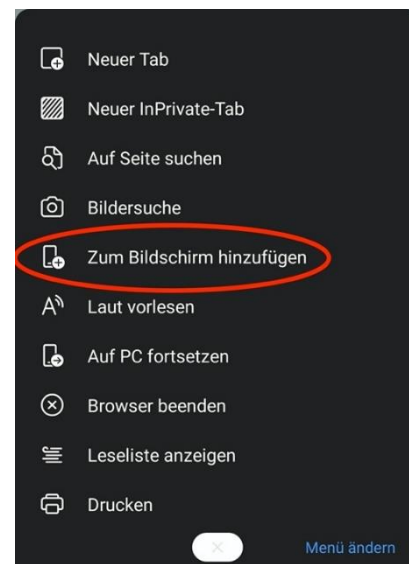 Neuer Tab
Neuer InPrivate-Tab
Auf Seite suchen
Bildersuche
Zum Bildschirm hinzufügen
Laut vorlesen
Auf PC fortsetzen
Browser beenden
Leseliste anzeigen
Drucken
Menü ändern